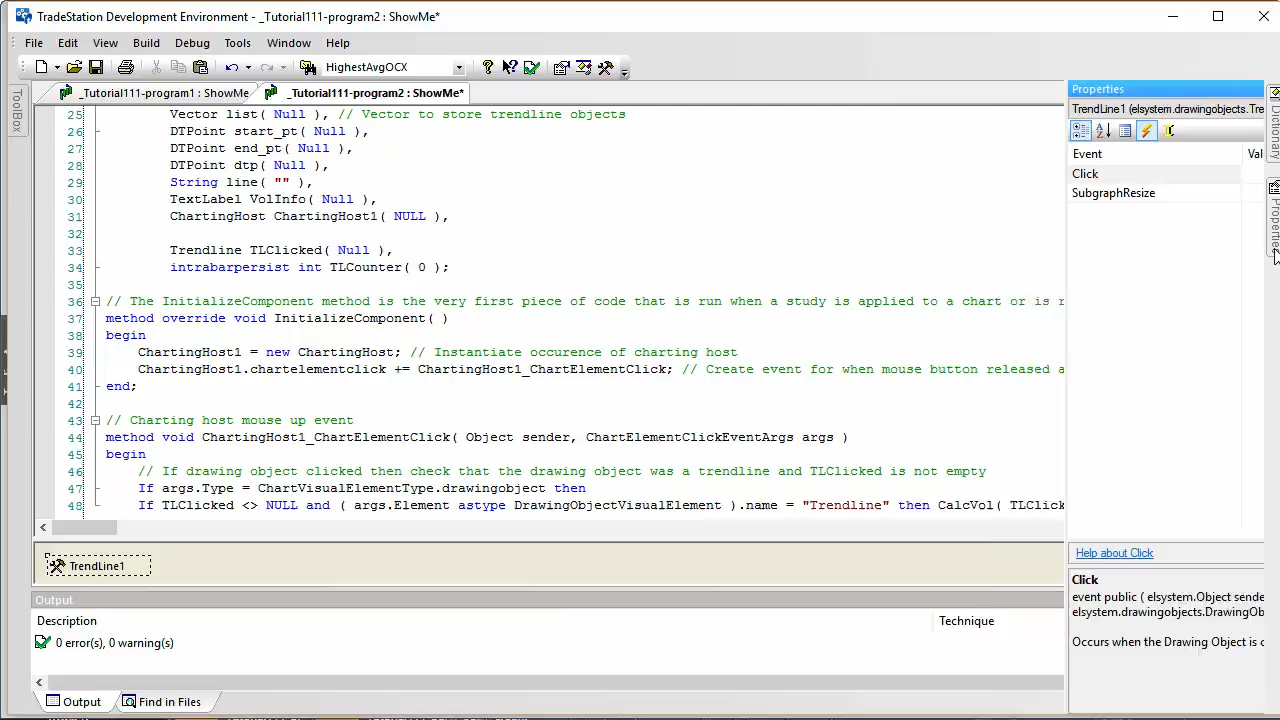 TradeStation Development Environment - _Tutorial111-program2 : ShowMe*
File Edit View Build Debug Tools Window Help
HighestAvgOCX
ToolBox
_Tutorial111-program1 : ShowMe
_Tutorial111-program2 : ShowMe*
25 Vector list( Null ), // Vector to store trendline objects
26 DTPoint start_pt( Null ),
27 DTPoint end_pt( Null ),
28 DTPoint dtp( Null ),
29 String line( "" ),
30 TextLabel VolInfo( Null ),
31 ChartingHost ChartingHost1( NULL ),
32
33 Trendline TLClicked( Null ),
34 intrabarpersist int TLCounter( 0 );
35
36 // The InitializeComponent method is the very first piece of code that is run when a study is applied to a chart or is r
37 method override void InitializeComponent( )
38 begin
39 ChartingHost1 = new ChartingHost; // Instantiate occurence of charting host
40 ChartingHost1.chartelementclick += ChartingHost1_ChartElementClick; // Create event for when mouse button released a
41 end;
42
43 // Charting host mouse up event
44 method void ChartingHost1_ChartElementClick( Object sender, ChartElementClickEventArgs args )
45 begin
46 // If drawing object clicked then check that the drawing object was a trendline and TLClicked is not empty
47 If args.Type = ChartVisualElementType.drawingobject then
48 If TLClicked <> NULL and ( args.Element astype DrawingObjectVisualElement ).name = "Trendline" then CalcVol( TLClick
TrendLine1
Output
Description Technique
0 error(s), 0 warning(s)
Output Find in Files
Properties
TrendLine1 (elsystem.drawingobjects.Tre
Event Val
Click
SubgraphResize
Help about Click
Click
event public ( elsystem.Object sende
elsystem.drawingobjects.DrawingOb
Occurs when the Drawing Object is c
Dictionary
Properties